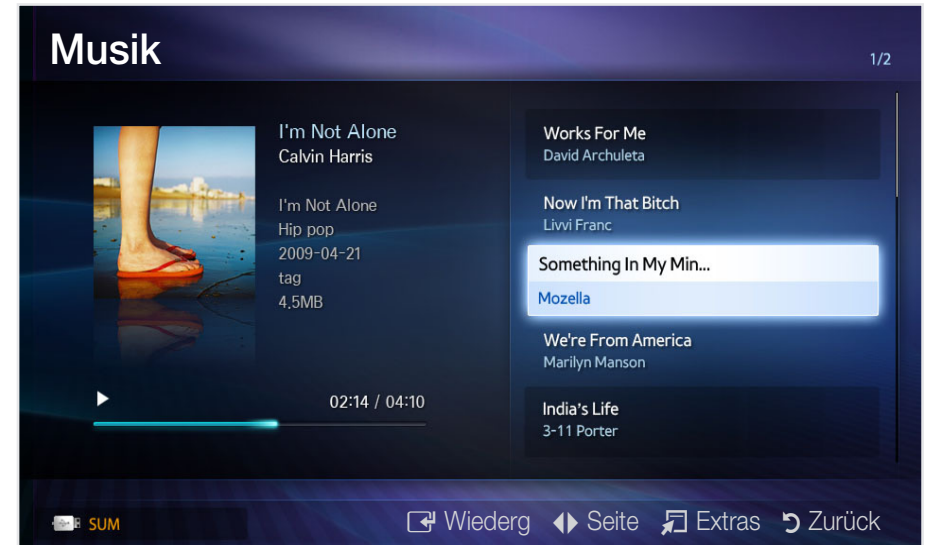 Musik
1/2
I'm Not Alone
Calvin Harris
I'm Not Alone
Hip pop
2009-04-21
tag
4.5MB
02:14 / 04:10
Works For Me
David Archuleta
Now I'm That Bitch
Livvi Franc
Something In My Min...
Mozella
We're From America
Marilyn Manson
India's Life
3-11 Porter
SUM
Wiederg Seite Extras Zurück